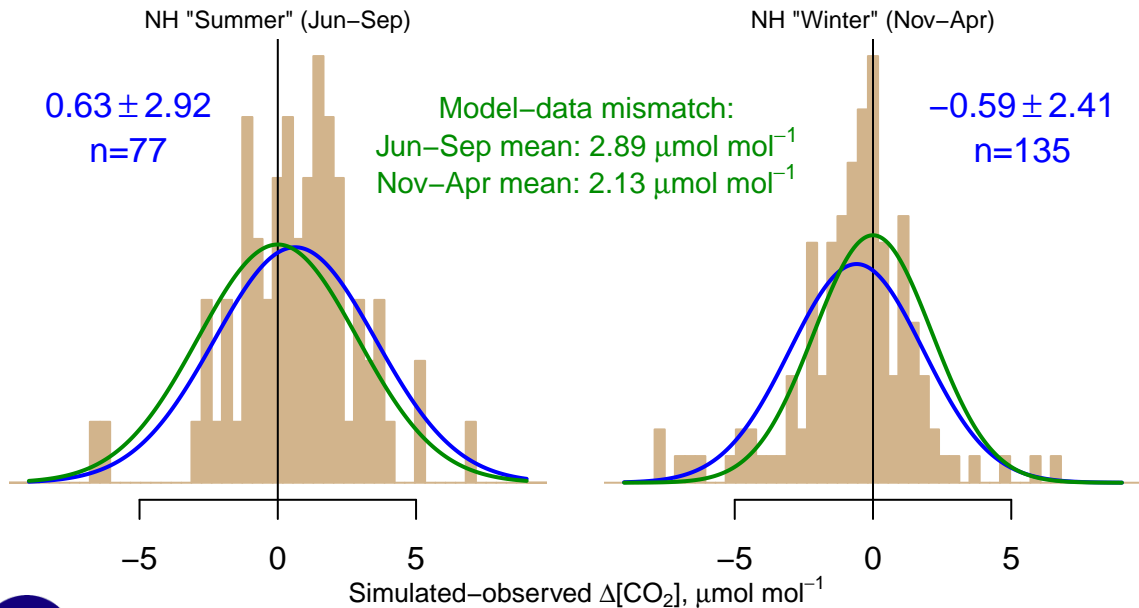 NH "Summer" (Jun−Sep)
NH "Winter" (Nov−Apr)
0.63 ± 2.92
n=77
Model−data mismatch:
Jun−Sep mean: 2.89 μmol mol⁻¹
Nov−Apr mean: 2.13 μmol mol⁻¹
−0.59 ± 2.41
n=135
−5 0 5
−5 0 5
Simulated−observed Δ[CO₂], μmol mol⁻¹